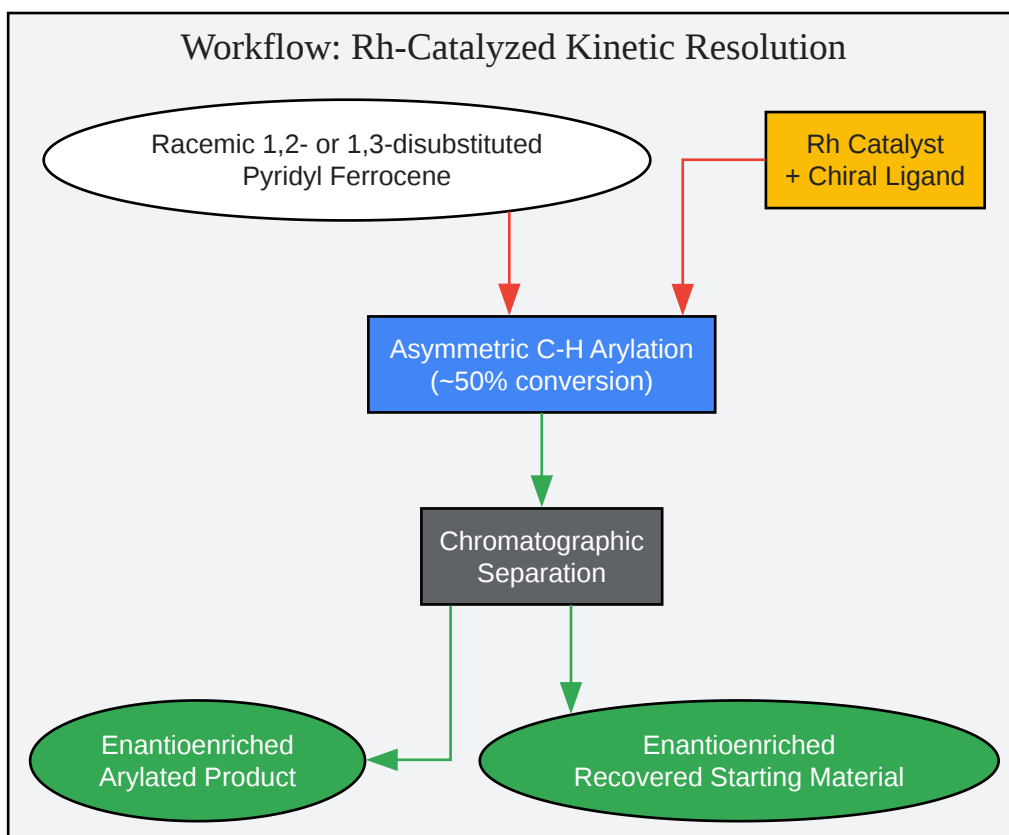 Workflow: Rh-Catalyzed Kinetic Resolution
Racemic 1,2- or 1,3-disubstituted
Pyridyl Ferrocene
Rh Catalyst
+ Chiral Ligand
Asymmetric C-H Arylation
(~50% conversion)
Chromatographic
Separation
Enantioenriched
Arylated Product
Enantioenriched
Recovered Starting Material